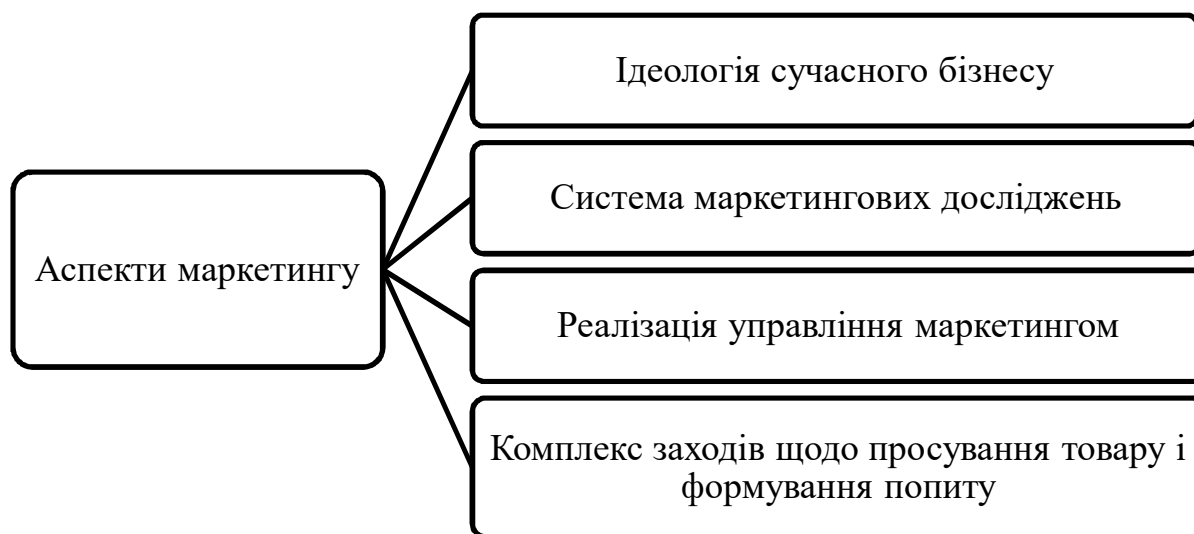 Ідеологія сучасного бізнесу
Система маркетингових досліджень
Аспекти маркетингу
Реалізація управління маркетингом
Комплекс заходів щодо просування товару і
формування попиту